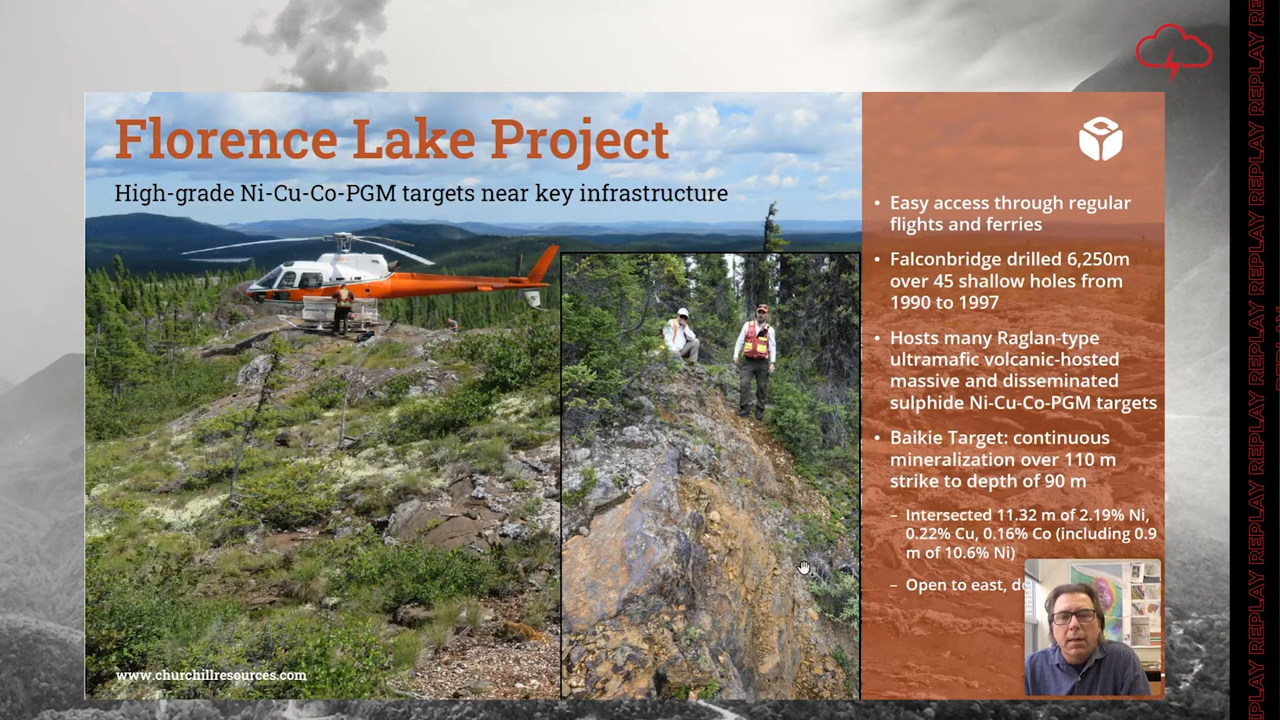 Florence Lake Project
High-grade Ni-Cu-Co-PGM targets near key infrastructure
• Easy access through regular
flights and ferries
• Falconbridge drilled 6,250m
over 45 shallow holes from
1990 to 1997
• Hosts many Raglan-type
ultramafic volcanic-hosted
massive and disseminated
sulphide Ni-Cu-Co-PGM targets
• Baikie Target: continuous
mineralization over 110 m
strike to depth of 90 m
– Intersected 11.32 m of 2.19% Ni,
0.22% Cu, 0.16% Co (including 0.9
m of 10.6% Ni)
– Open to east,
www.churchillresources.com
REPLAY REPLAY REPLAY REPLAY REPLAY REPLAY REPLAY REPLAY